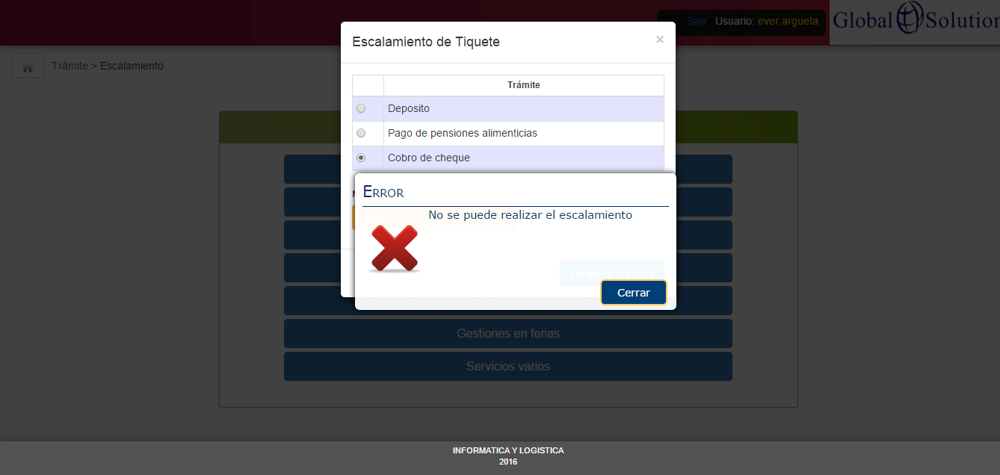 Salir Usuario: ever.argueta
Global Solution
Trámite > Escalamiento
Escalamiento de Tiquete
×
Trámite
Deposito
Pago de pensiones alimenticias
Cobro de cheque
ERROR
No se puede realizar el escalamiento
Cerrar
Gestiones en ferias
Servicios varios
INFORMATICA Y LOGISTICA
2016